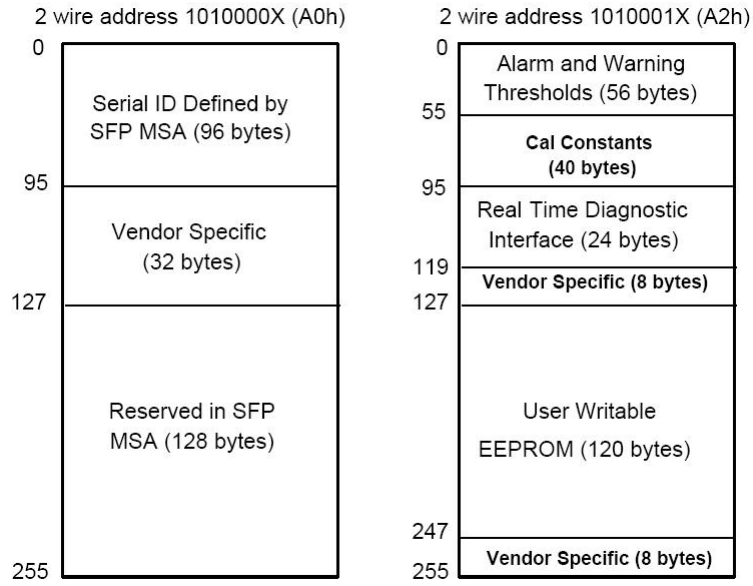 2 wire address 1010000X (A0h)
0
Serial ID Defined by
SFP MSA (96 bytes)
95
Vendor Specific
(32 bytes)
127
Reserved in SFP
MSA (128 bytes)
255
2 wire address 1010001X (A2h)
0
Alarm and Warning
Thresholds (56 bytes)
55
Cal Constants
(40 bytes)
95
Real Time Diagnostic
Interface (24 bytes)
119
Vendor Specific (8 bytes)
127
User Writable
EEPROM (120 bytes)
247
Vendor Specific (8 bytes)
255